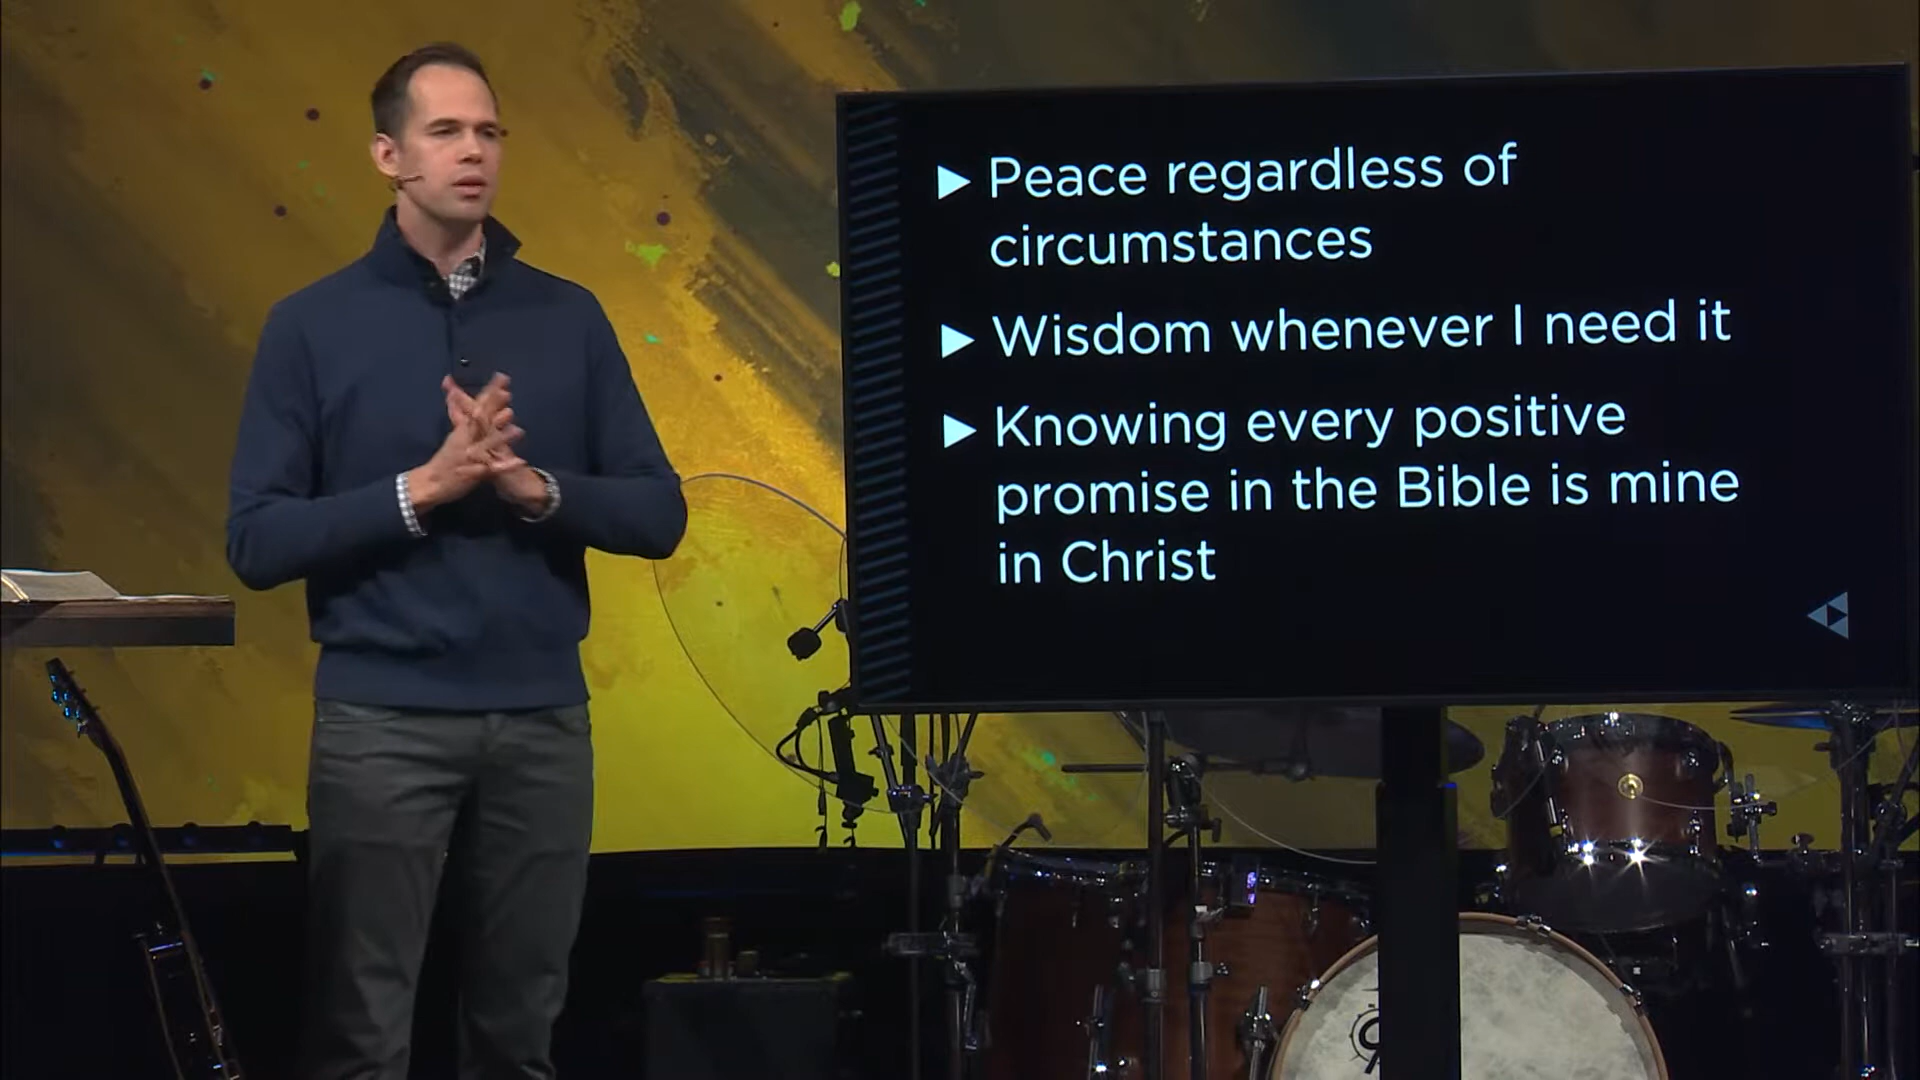 ▶ Peace regardless of
circumstances
▶ Wisdom whenever I need it
▶ Knowing every positive
promise in the Bible is mine
in Christ